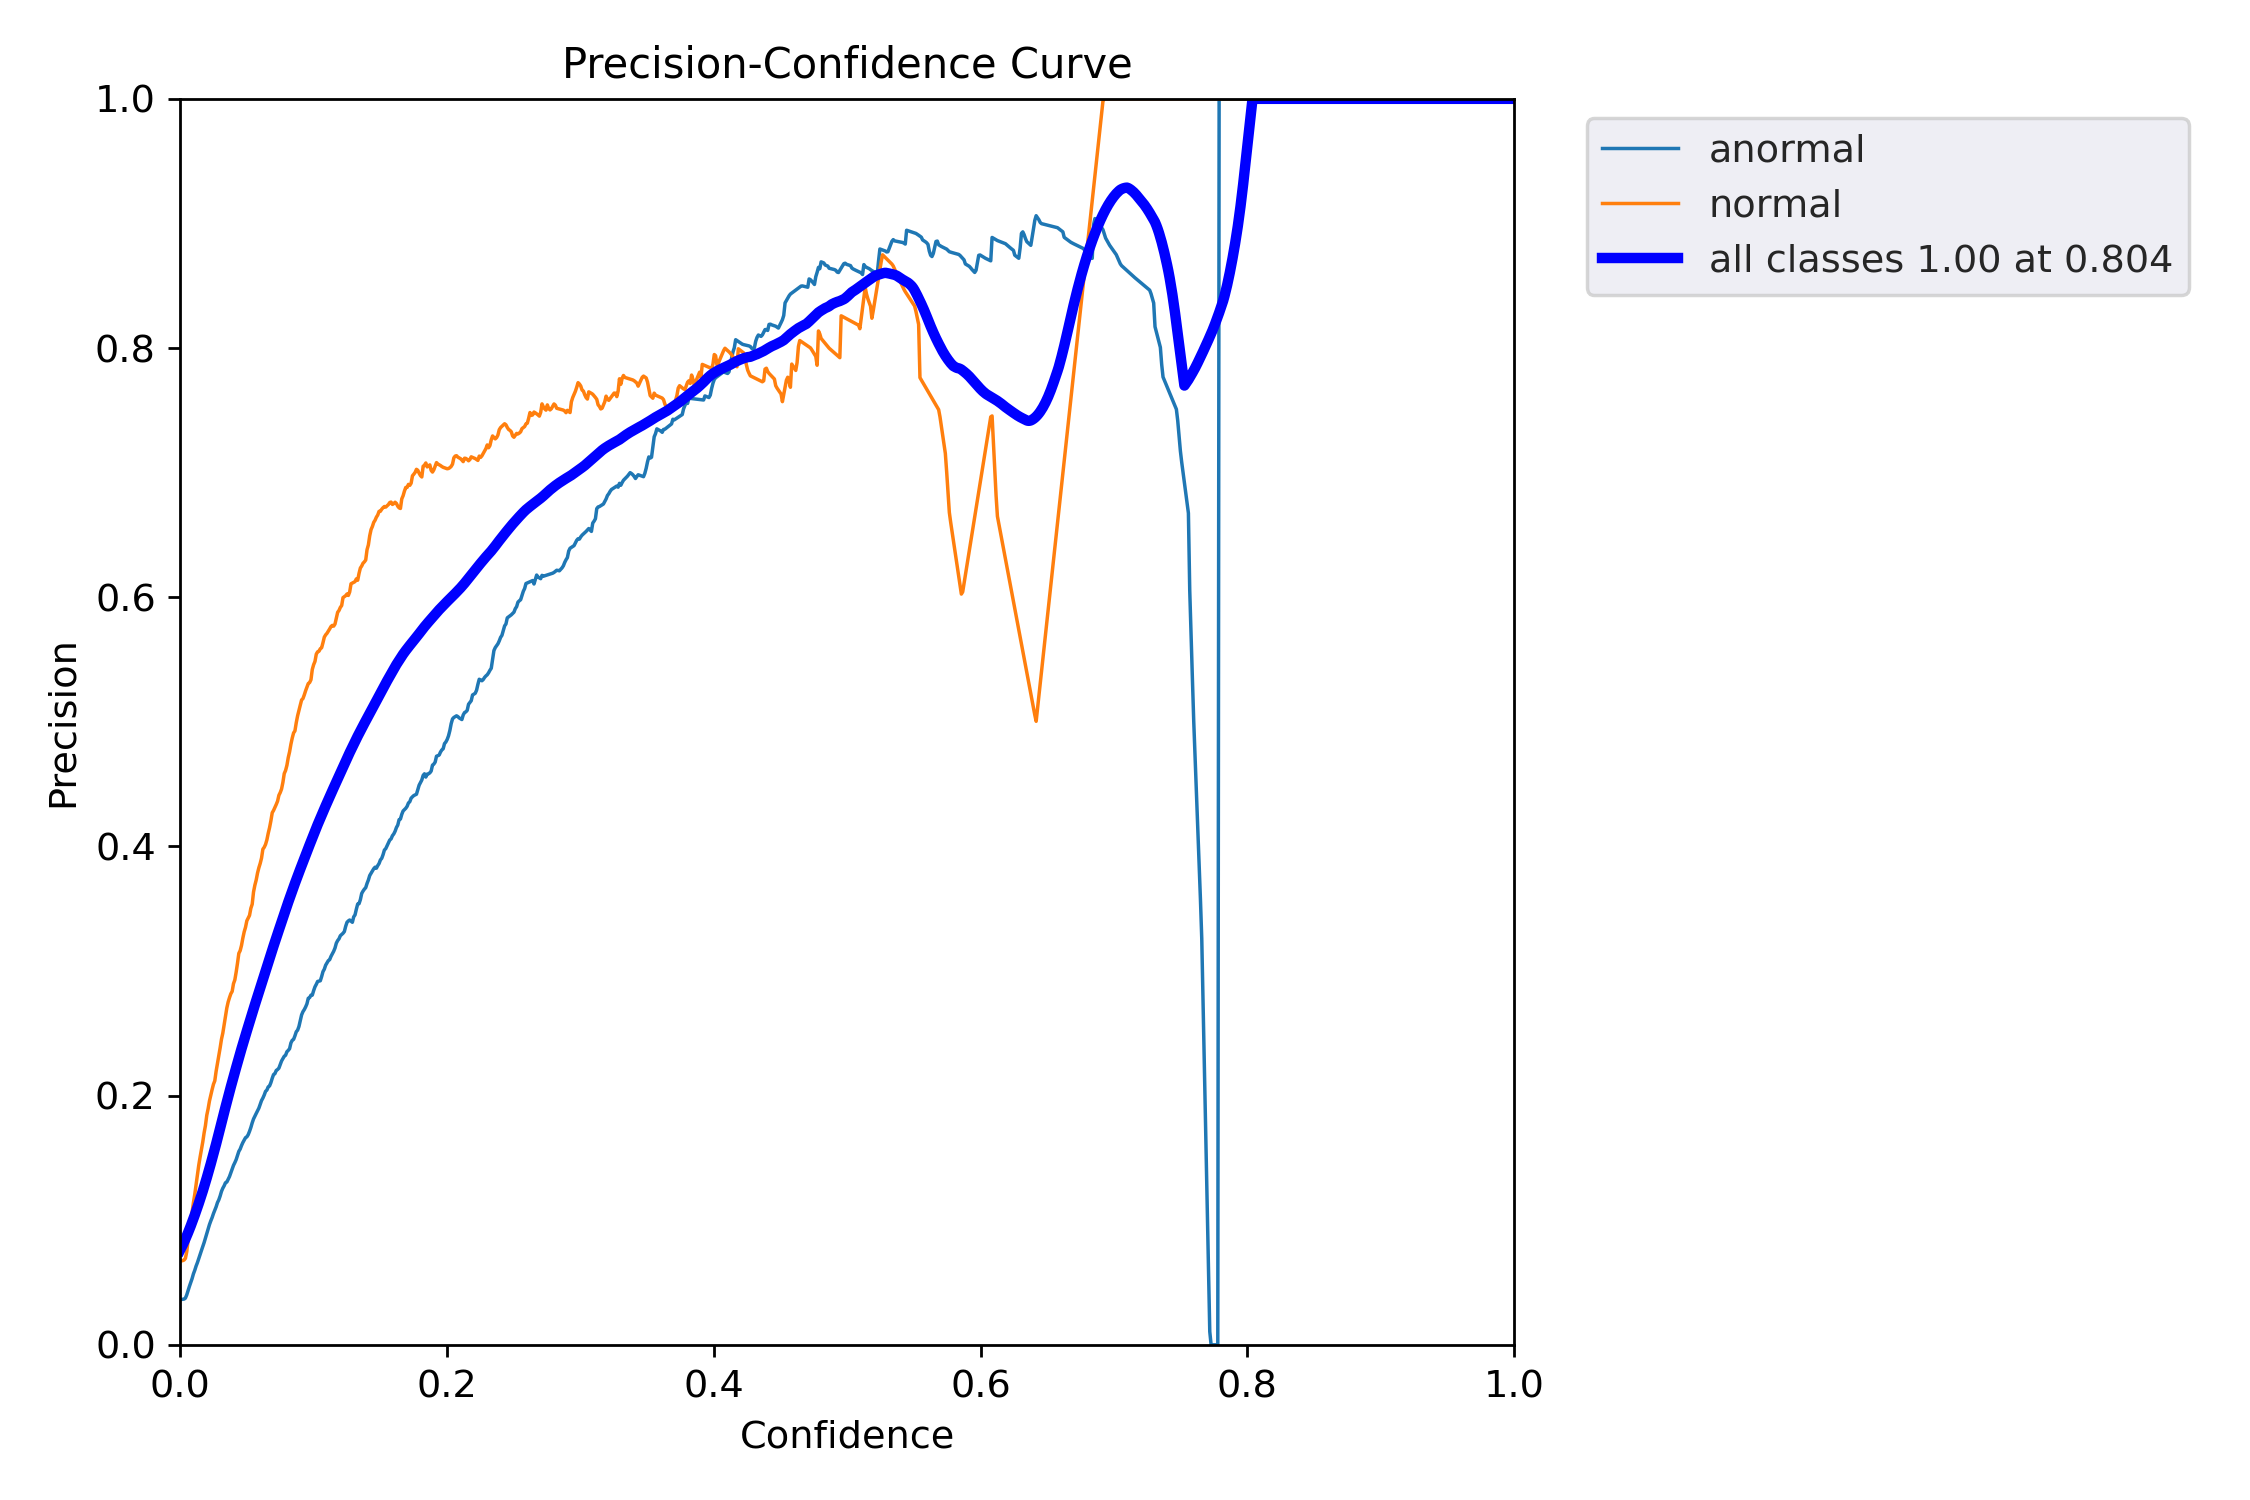 Precision-Confidence Curve
1.0
0.8
0.6
0.4
0.2
0.0
Precision
0.0 0.2 0.4 0.6 0.8 1.0
Confidence
anormal
normal
all classes 1.00 at 0.804